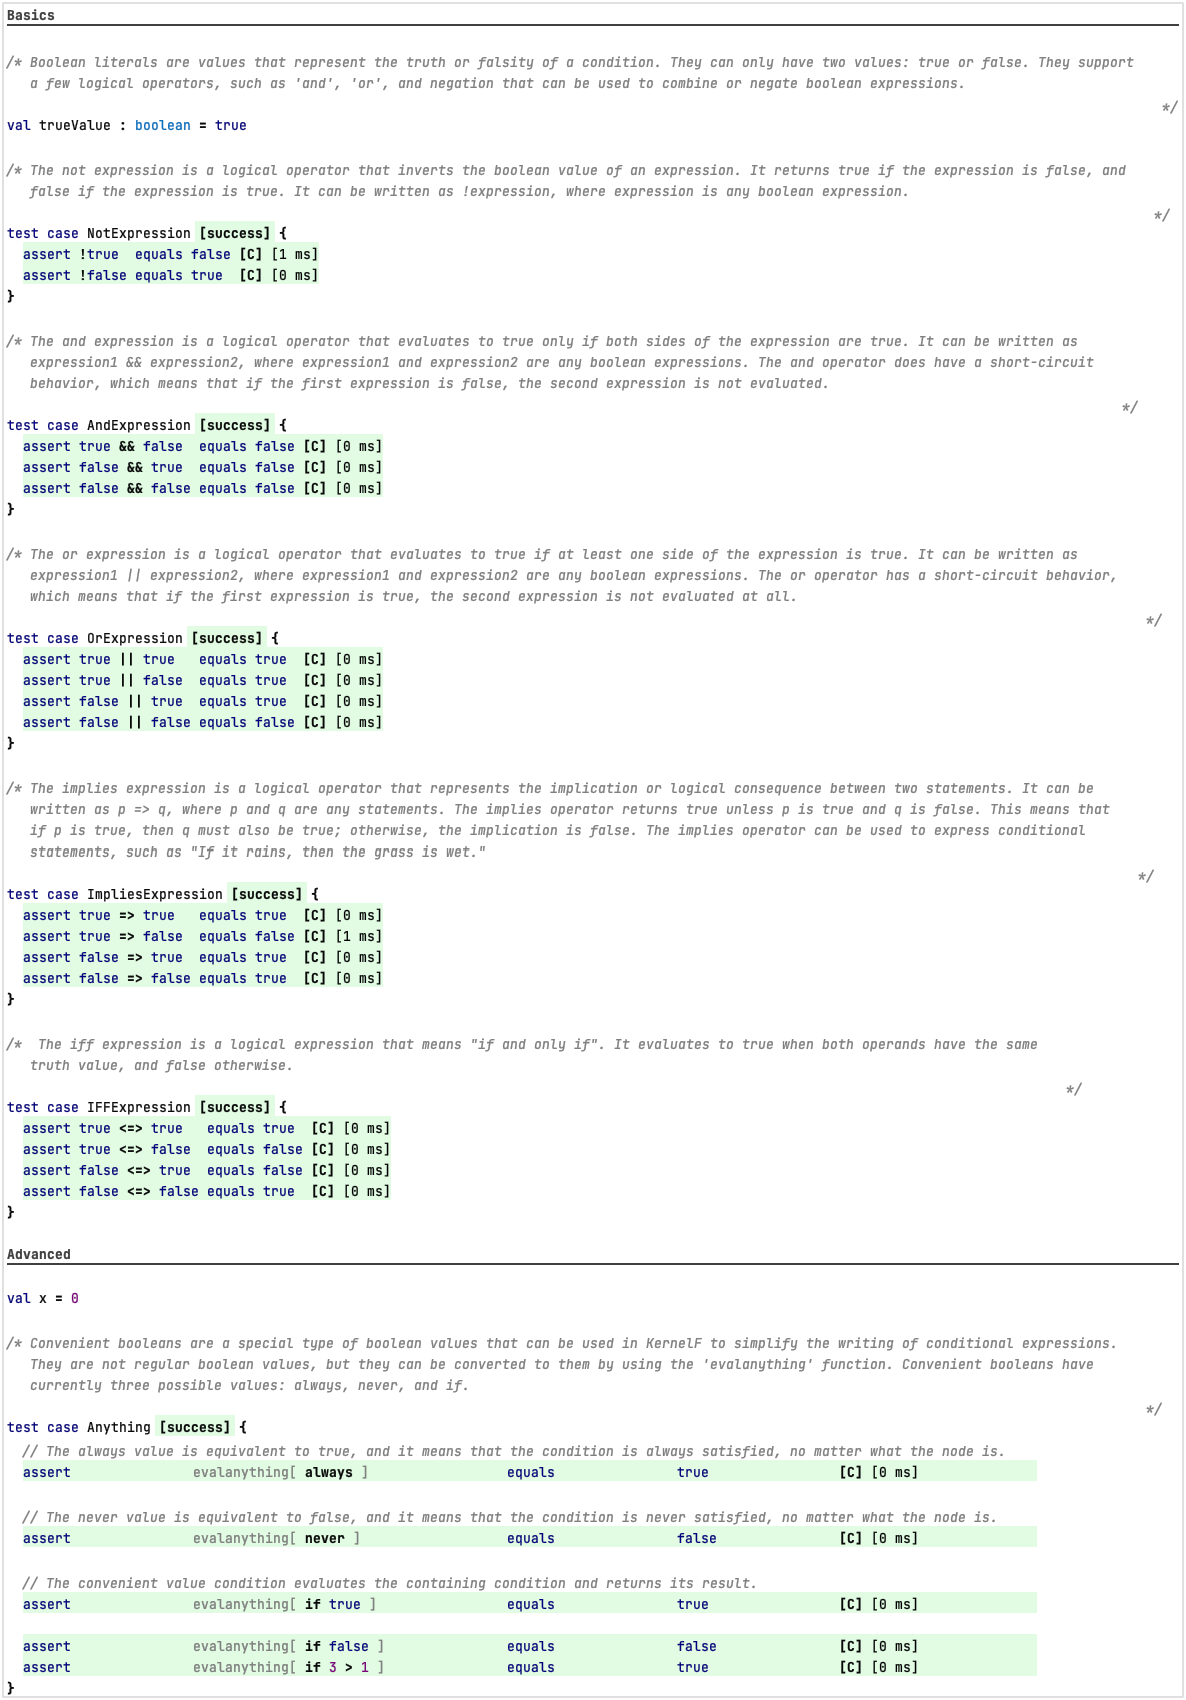 Basics
/* Boolean literals are values that represent the truth or falsity of a condition. They can only have two values: true or false. They support
a few logical operators, such as 'and', 'or', and negation that can be used to combine or negate boolean expressions.
*/
val trueValue : boolean = true
/* The not expression is a logical operator that inverts the boolean value of an expression. It returns true if the expression is false, and
false if the expression is true. It can be written as !expression, where expression is any boolean expression.
*/
test case NotExpression [success] {
assert !true  equals false [C] [1 ms]
assert !false equals true  [C] [0 ms]
}
/* The and expression is a logical operator that evaluates to true only if both sides of the expression are true. It can be written as
expression1 && expression2, where expression1 and expression2 are any boolean expressions. The and operator does have a short-circuit
behavior, which means that if the first expression is false, the second expression is not evaluated.
*/
test case AndExpression [success] {
assert true && false  equals false [C] [0 ms]
assert false && true  equals false [C] [0 ms]
assert false && false equals false [C] [0 ms]
}
/* The or expression is a logical operator that evaluates to true if at least one side of the expression is true. It can be written as
expression1 || expression2, where expression1 and expression2 are any boolean expressions. The or operator has a short-circuit behavior,
which means that if the first expression is true, the second expression is not evaluated at all.
*/
test case OrExpression [success] {
assert true || true   equals true  [C] [0 ms]
assert true || false  equals true  [C] [0 ms]
assert false || true  equals true  [C] [0 ms]
assert false || false equals false [C] [0 ms]
}
/* The implies expression is a logical operator that represents the implication or logical consequence between two statements. It can be
written as p => q, where p and q are any statements. The implies operator returns true unless p is true and q is false. This means that
if p is true, then q must also be true; otherwise, the implication is false. The implies operator can be used to express conditional
statements, such as "If it rains, then the grass is wet."
*/
test case ImpliesExpression [success] {
assert true => true   equals true  [C] [0 ms]
assert true => false  equals false [C] [1 ms]
assert false => true  equals true  [C] [0 ms]
assert false => false equals true  [C] [0 ms]
}
/*  The iff expression is a logical expression that means "if and only if". It evaluates to true when both operands have the same
truth value, and false otherwise.
*/
test case IFFExpression [success] {
assert true <=> true   equals true  [C] [0 ms]
assert true <=> false  equals false [C] [0 ms]
assert false <=> true  equals false [C] [0 ms]
assert false <=> false equals true  [C] [0 ms]
}
Advanced
val x = 0
/* Convenient booleans are a special type of boolean values that can be used in KernelF to simplify the writing of conditional expressions.
They are not regular boolean values, but they can be converted to them by using the 'evalanything' function. Convenient booleans have
currently three possible values: always, never, and if.
*/
test case Anything [success] {
// The always value is equivalent to true, and it means that the condition is always satisfied, no matter what the node is.
assert evalanything[ always ] equals true [C] [0 ms]
// The never value is equivalent to false, and it means that the condition is never satisfied, no matter what the node is.
assert evalanything[ never ] equals false [C] [0 ms]
// The convenient value condition evaluates the containing condition and returns its result.
assert evalanything[ if true ] equals true [C] [0 ms]
assert evalanything[ if false ] equals false [C] [0 ms]
assert evalanything[ if 3 > 1 ] equals true [C] [0 ms]
}